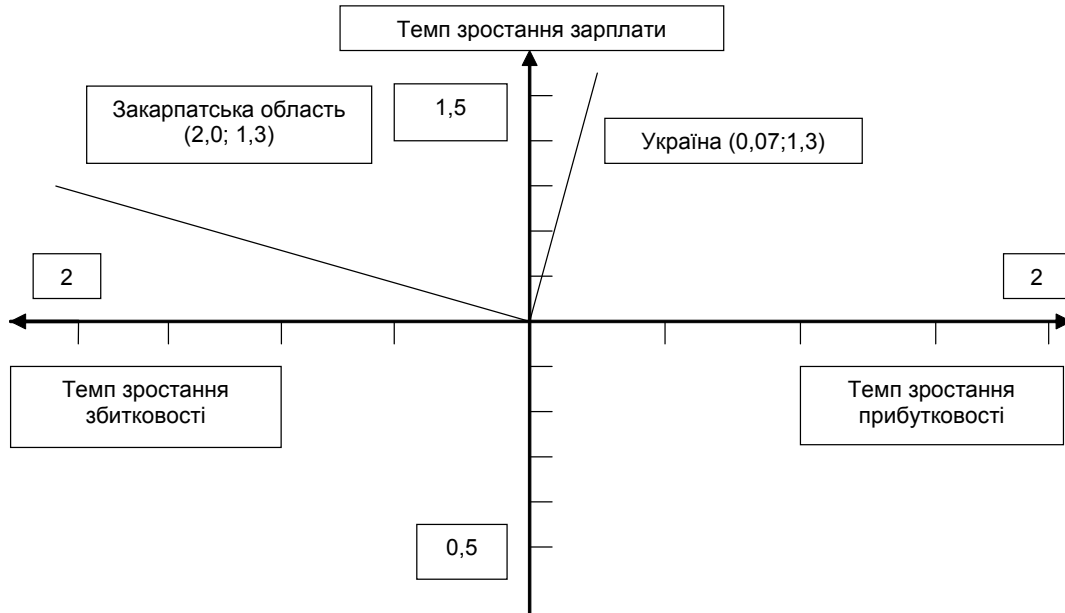 Темп зростання зарплати
Закарпатська область
(2,0; 1,3)
1,5
Україна (0,07;1,3)
2
2
Темп зростання
збитковості
Темп зростання
прибутковості
0,5